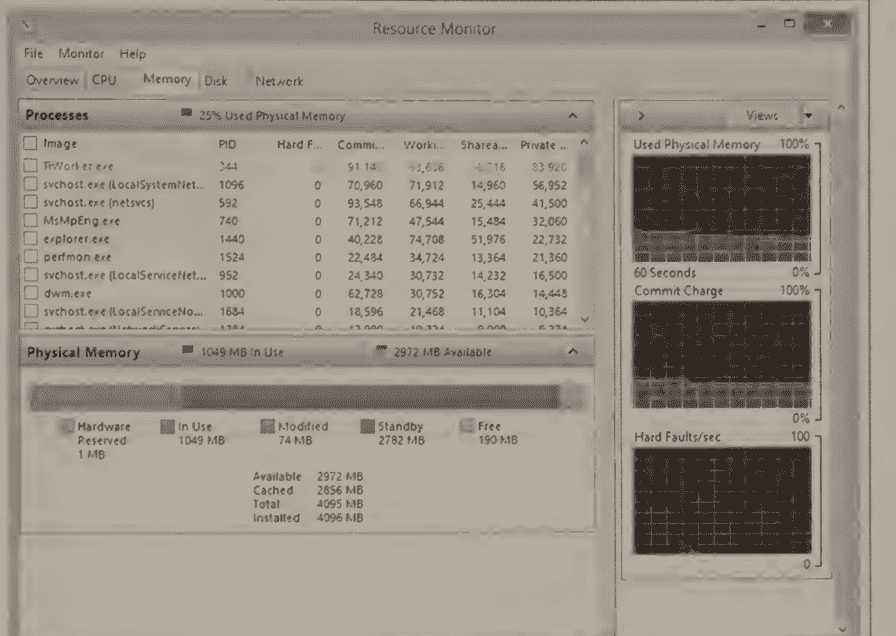 Resource Monitor
File Monitor Help
Overview CPU Memory Disk Network
Processes 25% Used Physical Memory
Image PID Hard F... Commi... Worki... Sharea... Private ...
TiWorker.exe 344 83,920
svchost.exe (LocalSystemNet... 1096 0 70,960 71,912 14,960 56,952
svchost.exe (netsvcs) 592 0 93,548 66,944 25,444 41,500
MsMpEng.exe 740 0 71,212 47,544 15,484 32,060
explorer.exe 1440 0 40,228 74,708 51,976 22,732
perfmon.exe 1524 0 22,484 34,724 13,364 21,360
svchost.exe (LocalServiceNet... 952 0 24,340 30,732 14,232 16,500
dwm.exe 1000 0 62,728 30,752 16,304 14,448
svchost.exe (LocalServiceNo... 1684 0 18,596 21,468 11,104 10,364
Physical Memory 1049 MB In Use 2972 MB Available
Hardware Reserved 1 MB
In Use 1049 MB
Modified 74 MB
Standby 2782 MB
Free 190 MB
Available 2972 MB
Cached 2856 MB
Total 4095 MB
Installed 4096 MB
Views
Used Physical Memory 100%
60 Seconds 0%
Commit Charge 100%
0%
Hard Faults/sec 100
0